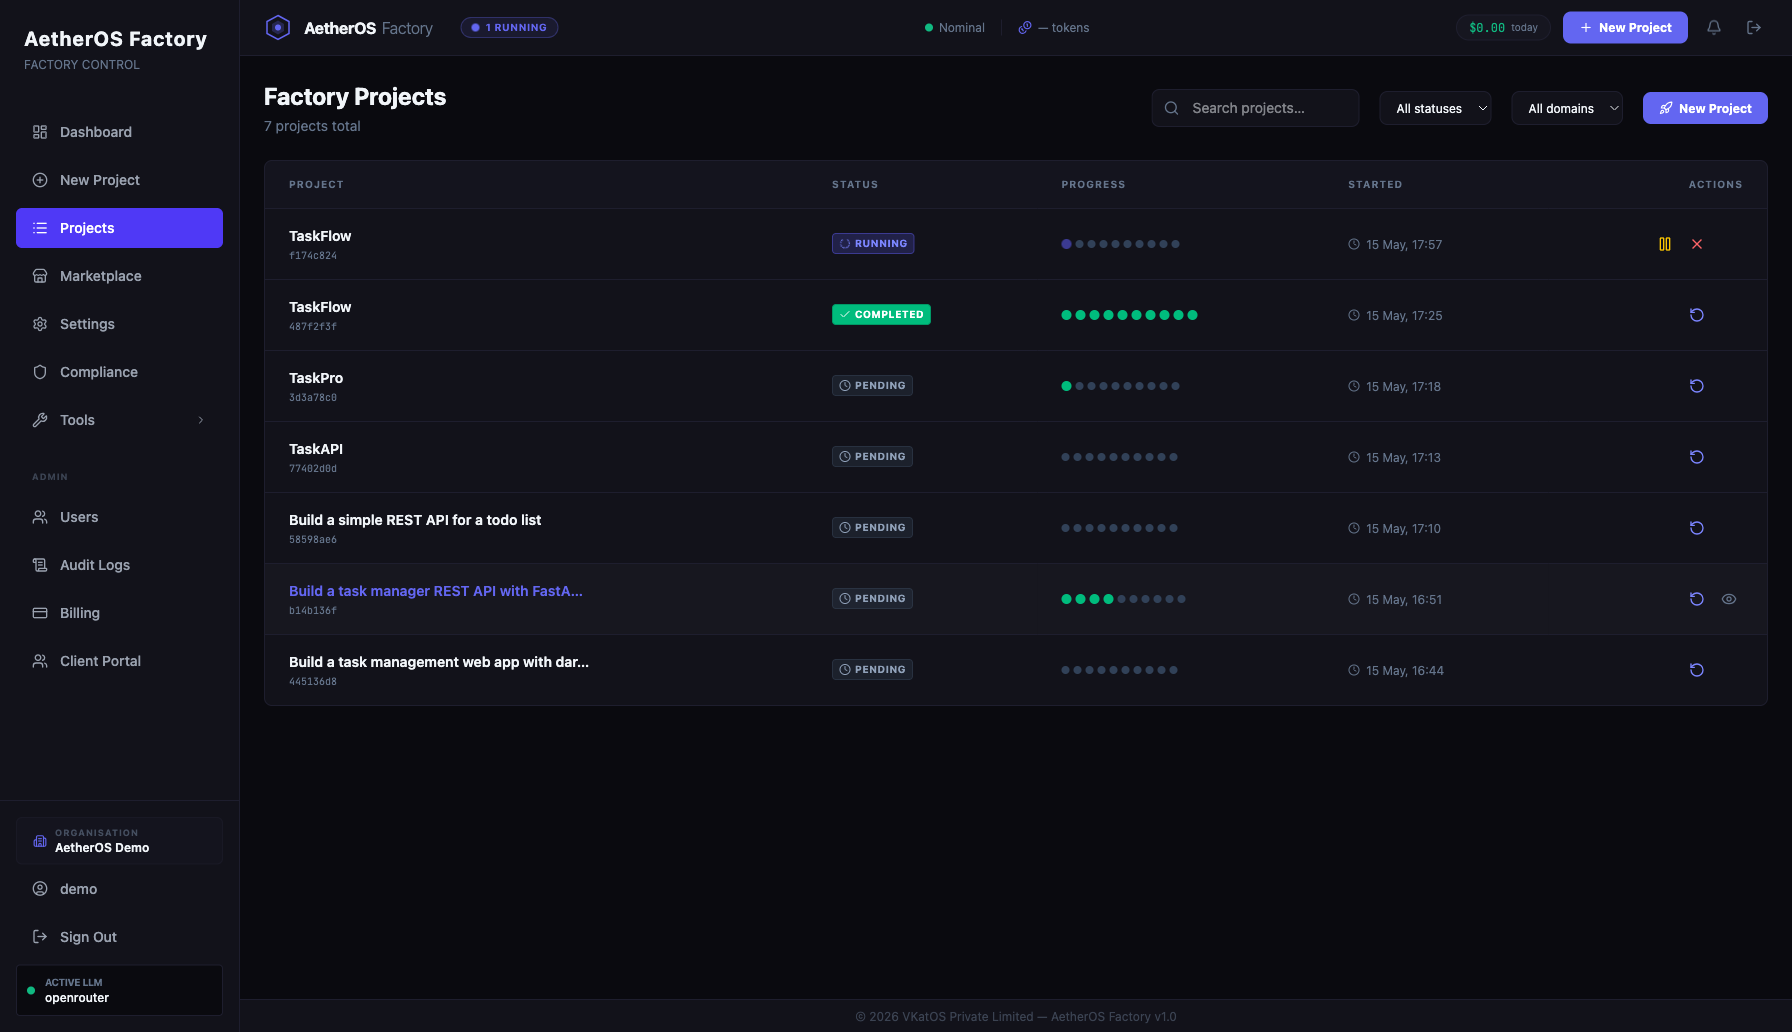 AetherOS Factory
FACTORY CONTROL
Dashboard
New Project
Projects
Marketplace
Settings
Compliance
Tools
ADMIN
Users
Audit Logs
Billing
Client Portal
ORGANISATION
AetherOS Demo
demo
Sign Out
ACTIVE LLM
openrouter
AetherOS Factory
1 RUNNING
Nominal
— tokens
$0.00 today
New Project
Factory Projects
7 projects total
Search projects...
All statuses
All domains
New Project
PROJECT STATUS PROGRESS STARTED ACTIONS
TaskFlow
f174c824
RUNNING
15 May, 17:57
TaskFlow
487f2f3f
COMPLETED
15 May, 17:25
TaskPro
3d3a78c0
PENDING
15 May, 17:18
TaskAPI
77402d0d
PENDING
15 May, 17:13
Build a simple REST API for a todo list
58598ae6
PENDING
15 May, 17:10
Build a task manager REST API with FastA...
b14b136f
PENDING
15 May, 16:51
Build a task management web app with dar...
445136d8
PENDING
15 May, 16:44
© 2026 VKatOS Private Limited — AetherOS Factory v1.0